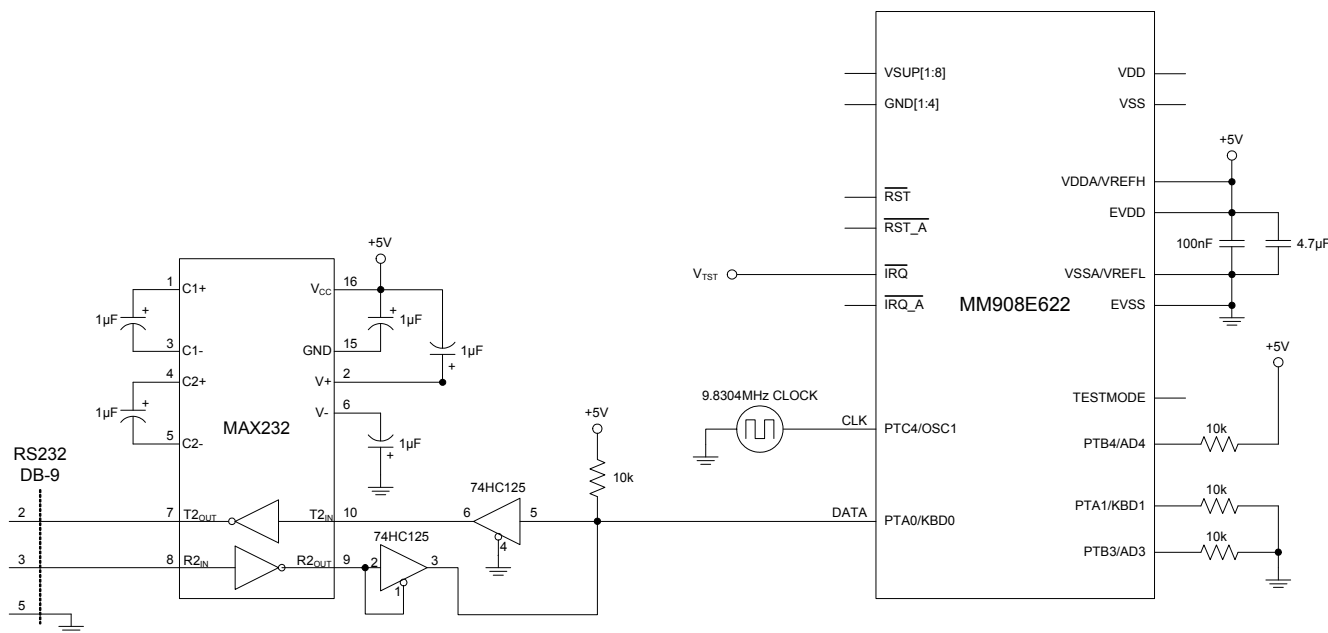 VSUP[1:8]
VDD
GND[1:4]
VSS
+5V
VDDA/VREFH
RST
EVDD
RST_A
100nF
4.7µF
+5V
VTST
IRQ
VSSA/VREFL
MM908E622
1
C1+
VCC
16
IRQ_A
EVSS
1µF
+
+
1µF
GND
15
3
C1-
1µF
+5V
4
C2+
V+
2
+
9.8304MHz CLOCK
TESTMODE
1µF
+
V-
6
+5V
MAX232
CLK
PTC4/OSC1
10k
PTB4/AD4
5
C2-
1µF
+
RS232
DB-9
10k
74HC125
10k
PTA1/KBD1
2
7
T2OUT
T2IN
10
6
5
DATA
PTA0/KBD0
74HC125
4
10k
PTB3/AD3
3
8
R2IN
R2OUT
9
2
3
1
5